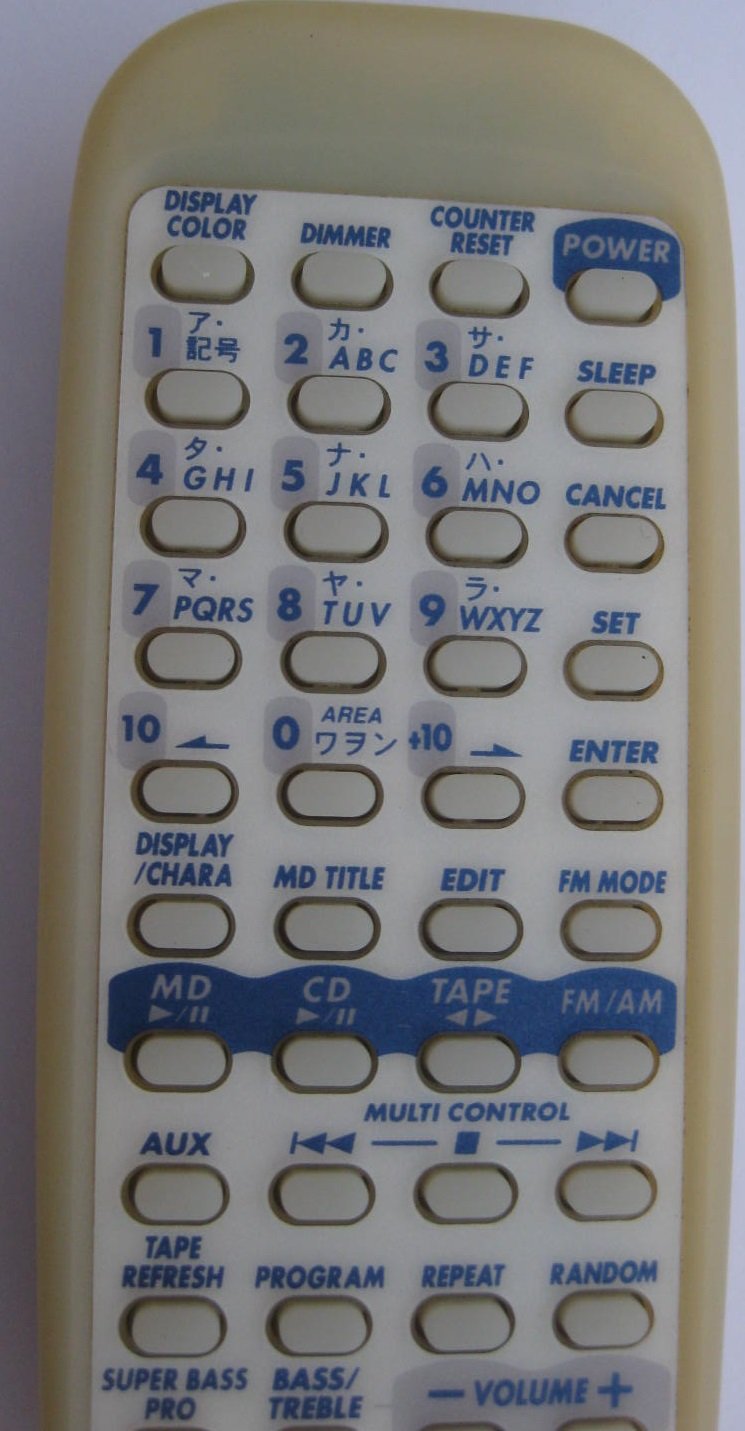 DISPLAY
COLOR
DIMMER
COUNTER
RESET
POWER
1 ア・
記号
2 カ・
ABC
3 サ・
DEF
SLEEP
4 タ・
GHI
5 ナ・
JKL
6 ハ・
MNO
CANCEL
7 マ・
PQRS
8 ヤ・
TUV
9 ラ・
WXYZ
SET
10
0 AREA
ワヲン
+10
ENTER
DISPLAY
/CHARA
MD TITLE
EDIT
FM MODE
MD
CD
TAPE
FM/AM
MULTI CONTROL
AUX
TAPE
REFRESH
PROGRAM
REPEAT
RANDOM
SUPER BASS
PRO
BASS/
TREBLE
− VOLUME +